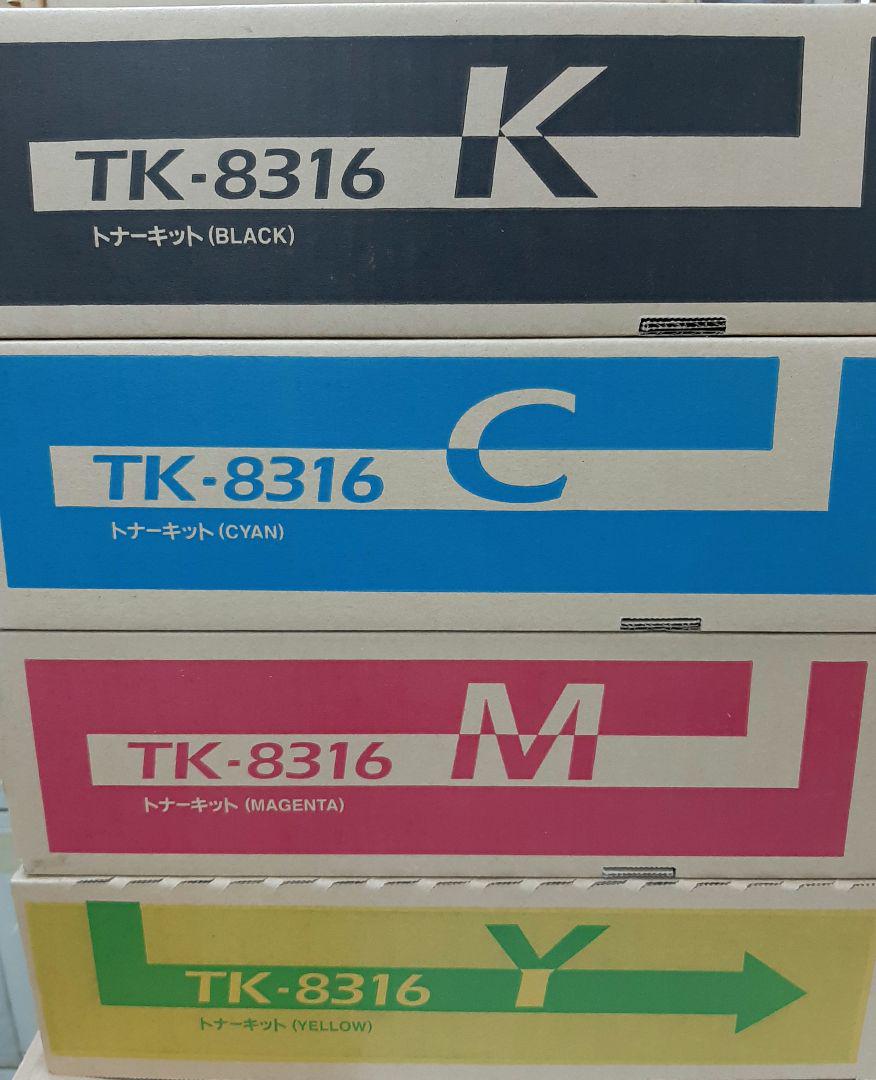 K
TK-8316
トナーキット(BLACK)
C
TK-8316
トナーキット(CYAN)
M
TK-8316
トナーキット(MAGENTA)
Y
TK-8316
トナーキット(YELLOW)